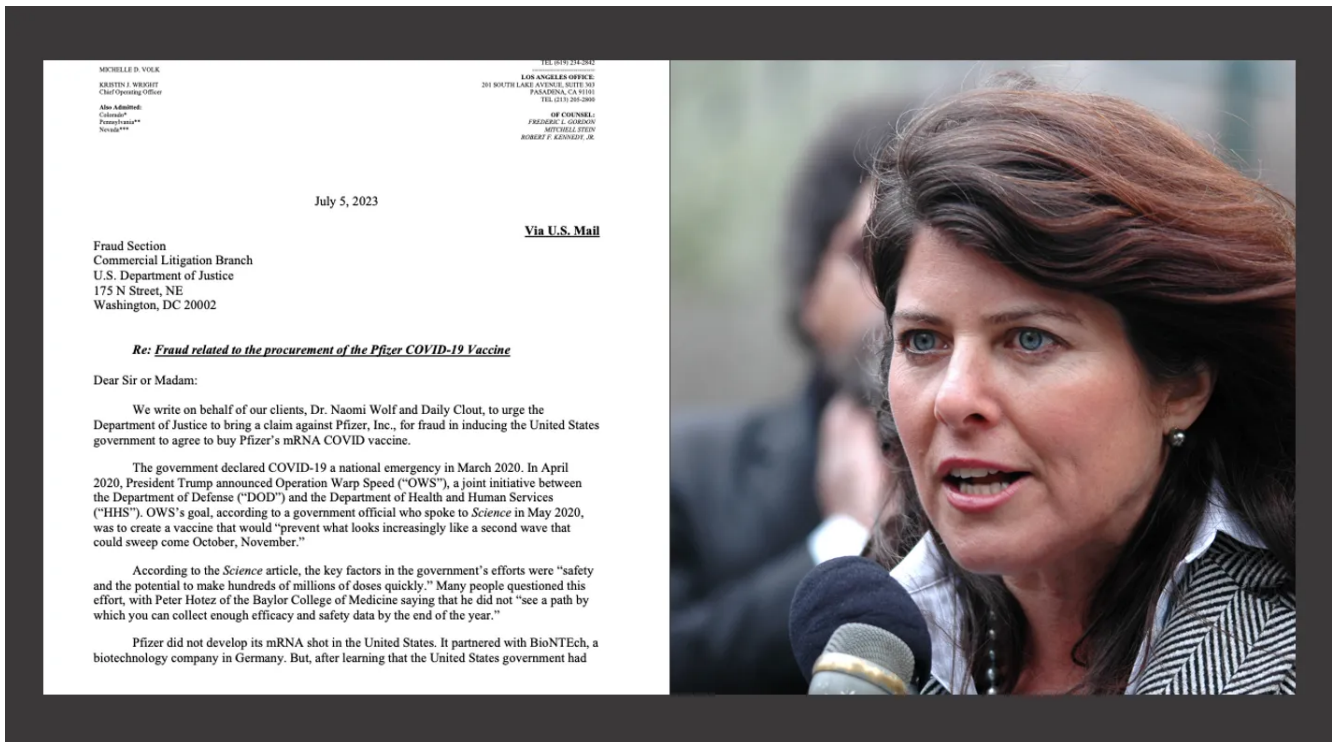 MICHELLE D. VOLK
KRISTIN J. WRIGHT
Chief Operating Officer
Also Admitted:
Colorado*
Pennsylvania**
Nevada***
TEL (619) 234-2842
LOS ANGELES OFFICE:
201 SOUTH LAKE AVENUE, SUITE 303
PASADENA, CA 91101
TEL (213) 205-2800
OF COUNSEL:
FREDERIC L. GORDON
MITCHELL STEIN
ROBERT F. KENNEDY, JR.
July 5, 2023
Via U.S. Mail
Fraud Section
Commercial Litigation Branch
U.S. Department of Justice
175 N Street, NE
Washington, DC 20002
Re: Fraud related to the procurement of the Pfizer COVID-19 Vaccine
Dear Sir or Madam:
We write on behalf of our clients, Dr. Naomi Wolf and Daily Clout, to urge the
Department of Justice to bring a claim against Pfizer, Inc., for fraud in inducing the United States
government to agree to buy Pfizer's mRNA COVID vaccine.
The government declared COVID-19 a national emergency in March 2020. In April
2020, President Trump announced Operation Warp Speed (“OWS”), a joint initiative between
the Department of Defense (“DOD”) and the Department of Health and Human Services
(“HHS”). OWS’s goal, according to a government official who spoke to Science in May 2020,
was to create a vaccine that would “prevent what looks increasingly like a second wave that
could sweep come October, November.”
According to the Science article, the key factors in the government’s efforts were “safety
and the potential to make hundreds of millions of doses quickly.” Many people questioned this
effort, with Peter Hotez of the Baylor College of Medicine saying that he did not “see a path by
which you can collect enough efficacy and safety data by the end of the year.”
Pfizer did not develop its mRNA shot in the United States. It partnered with BioNTEch, a
biotechnology company in Germany. But, after learning that the United States government had